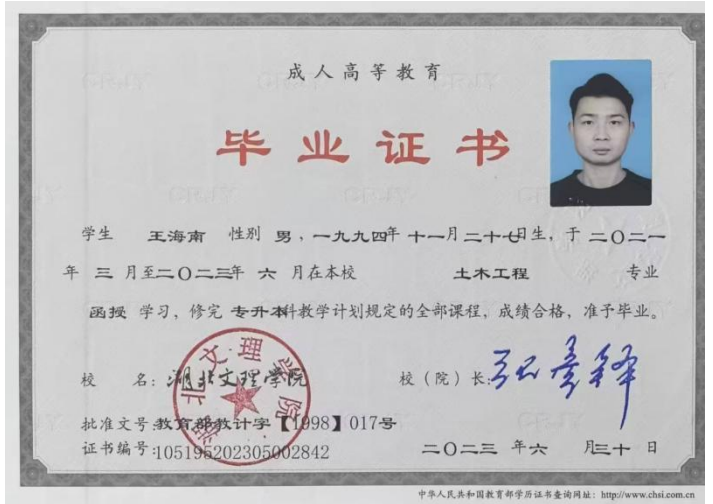 成人高等教育
毕业证书
学生 王海南 性别 男，一九九四年 十一月 二十七日生，于 二〇二一
年 三 月至二〇二三年 六 月在本校 土木工程 专业
函授 学习，修完 专升本科教学计划规定的全部课程，成绩合格，准予毕业。
校 名：湖北文理学院
校（院）长：
批准文号：教育部教计字【1998】017号
证书编号：105195202305002842
二〇二三 年 六 月三十 日
湖北文理学院
中华人民共和国教育部学历证书查询网址：http://www.chsi.com.cn